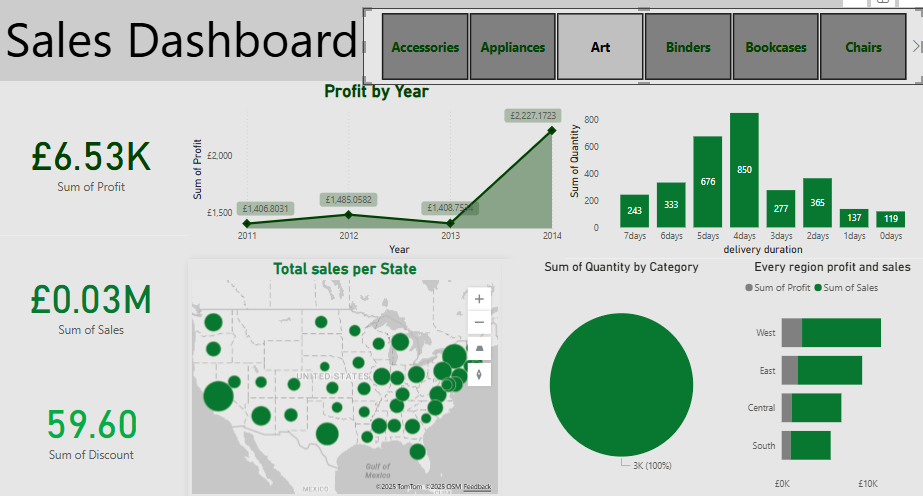 Sales Dashboard
Accessories
Appliances
Art
Binders
Bookcases
Chairs
£6.53K
Sum of Profit
£0.03M
Sum of Sales
59.60
Sum of Discount
Profit by Year
Sum of Profit
£2,000
£1,500
£1,406.8031
£1,485.0582
£2,227.1723
2011
2012
2013
2014
Year
Sum of Quantity
800
600
400
200
0
243
333
676
850
277
365
137
119
7days
6days
5days
4days
3days
2days
1days
0days
delivery duration
Total sales per State
UNITED STATES
Gulf of
Mexico
MEXICO
©2025 TomTom ©2025 OSM Feedback
Sum of Quantity by Category
3K (100%)
Every region profit and sales
Sum of Profit
Sum of Sales
West
East
Central
South
£0K
£10K